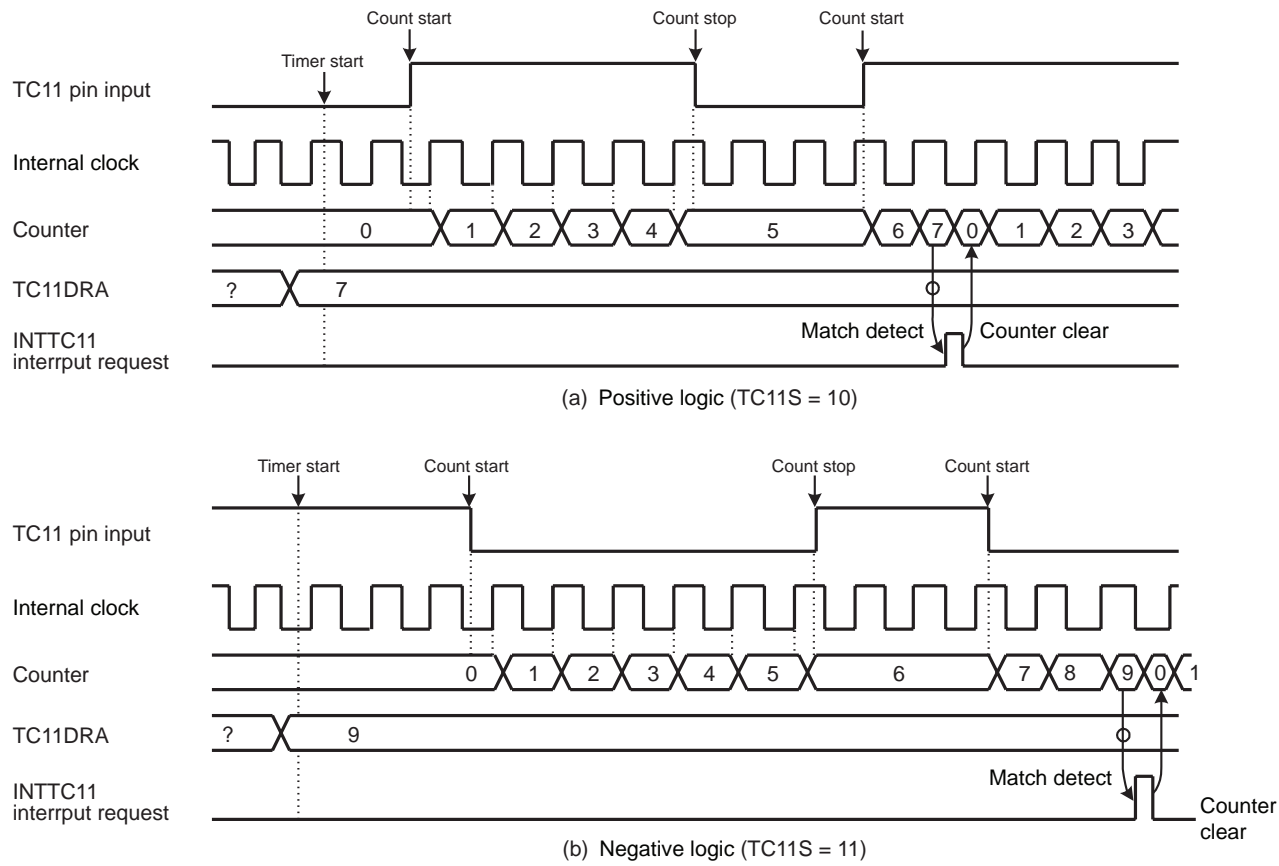 Count start Count stop Count start
Timer start
TC11 pin input
Internal clock
Counter 0 1 2 3 4 5 6 7 0 1 2 3
TC11DRA ? 7
Match detect Counter clear
INTTC11
interrput request
(a) Positive logic (TC11S = 10)
Timer start Count start Count stop Count start
TC11 pin input
Internal clock
Counter 0 1 2 3 4 5 6 7 8 9 0 1
TC11DRA ? 9
Match detect
INTTC11
interrput request
Counter
clear
(b) Negative logic (TC11S = 11)